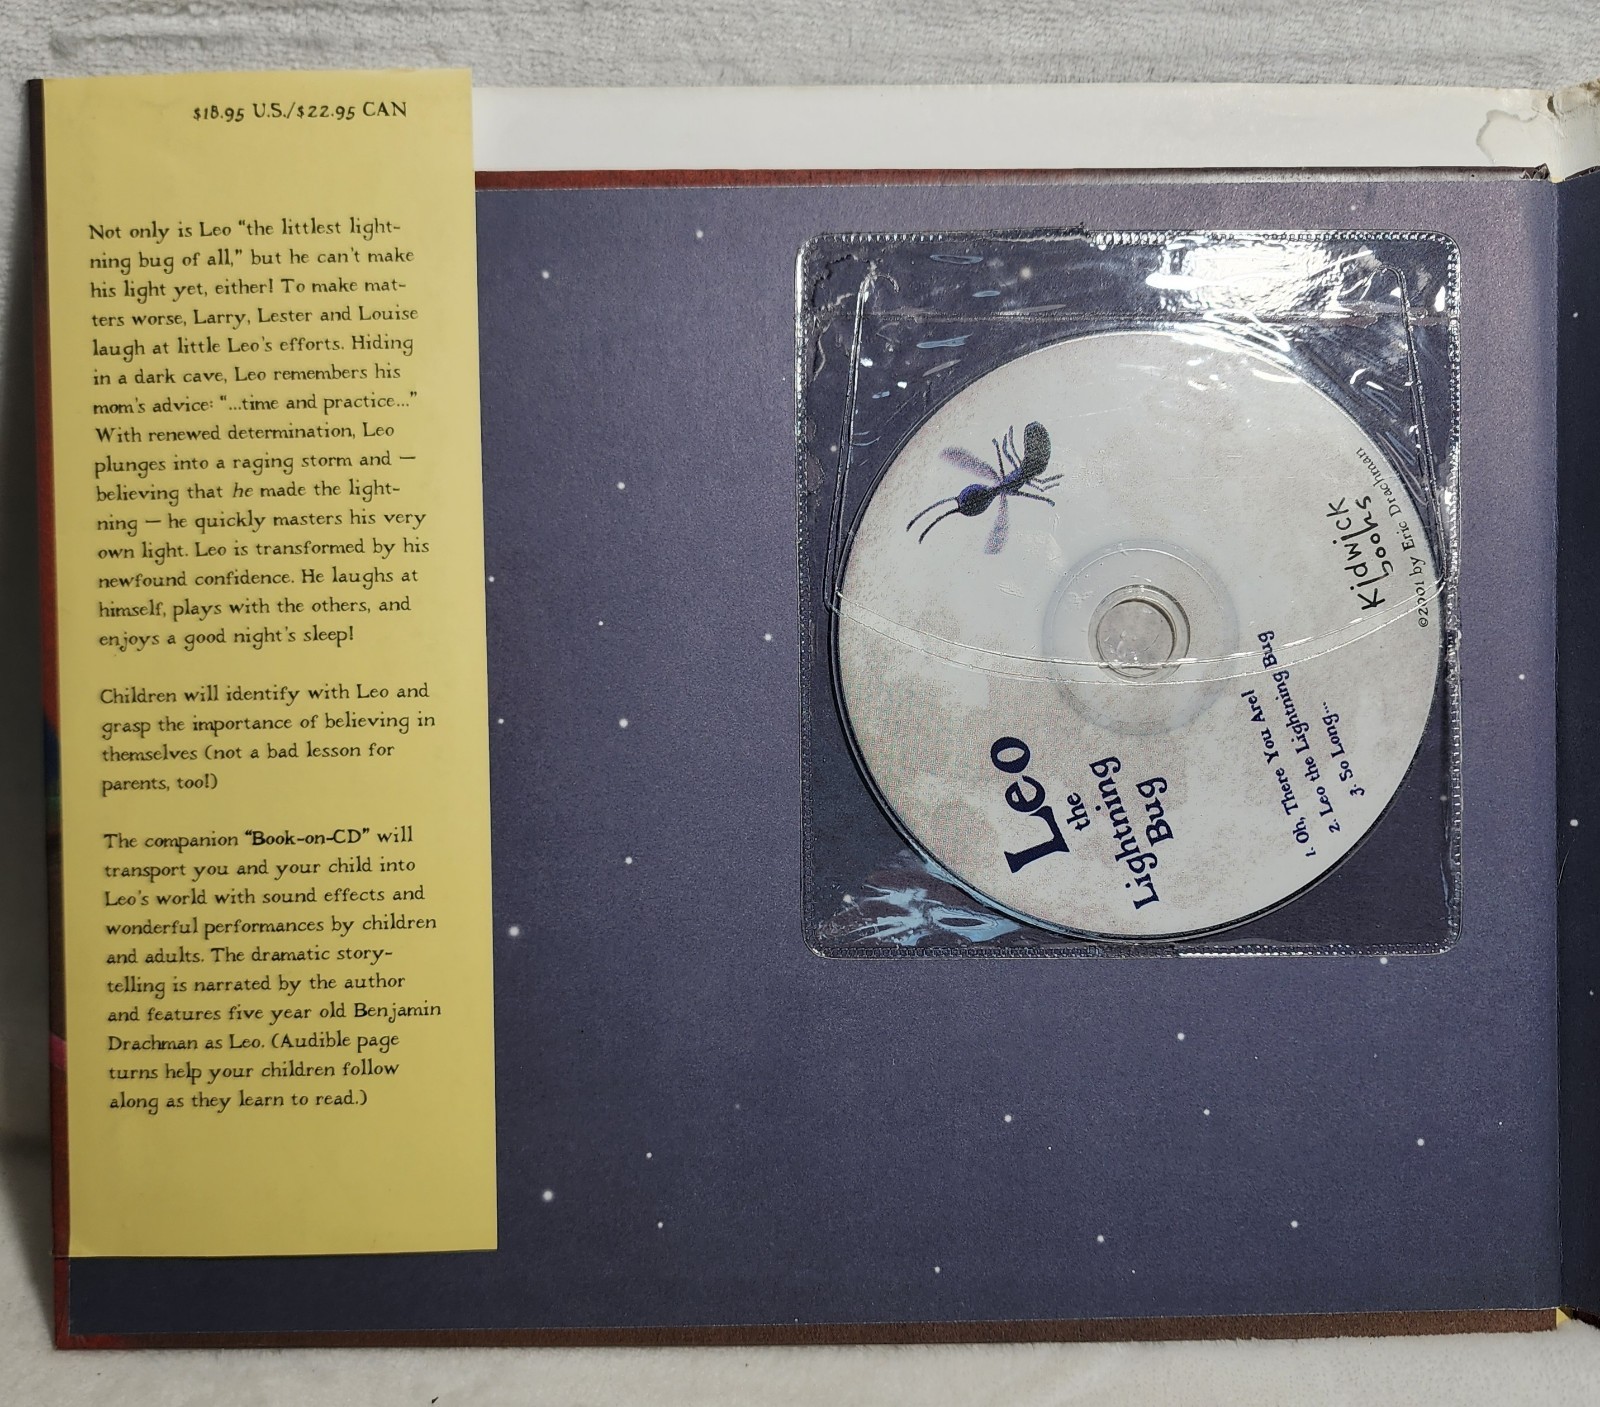 $18.95 U.S./$22.95 CAN
Not only is Leo "the littlest light-
ning bug of all," but he can't make
his light yet, either! To make mat-
ters worse, Larry, Lester and Louise
laugh at little Leo's efforts. Hiding
in a dark cave, Leo remembers his
mom's advice: "...time and practice..."
With renewed determination, Leo
plunges into a raging storm and —
believing that he made the light-
ning — he quickly masters his very
own light. Leo is transformed by his
newfound confidence. He laughs at
himself, plays with the others, and
enjoys a good night's sleep!
Children will identify with Leo and
grasp the importance of believing in
themselves (not a bad lesson for
parents, too!)
The companion "Book-on-CD" will
transport you and your child into
Leo's world with sound effects and
wonderful performances by children
and adults. The dramatic story-
telling is narrated by the author
and features five year old Benjamin
Drachman as Leo. (Audible page
turns help your children follow
along as they learn to read.)
Leo
the
Lightning
Bug
1. Oh, There You Are!
2. Leo the Lightning Bug
3. So Long...
Kidwick
Books
©2001 by Eric Drachman